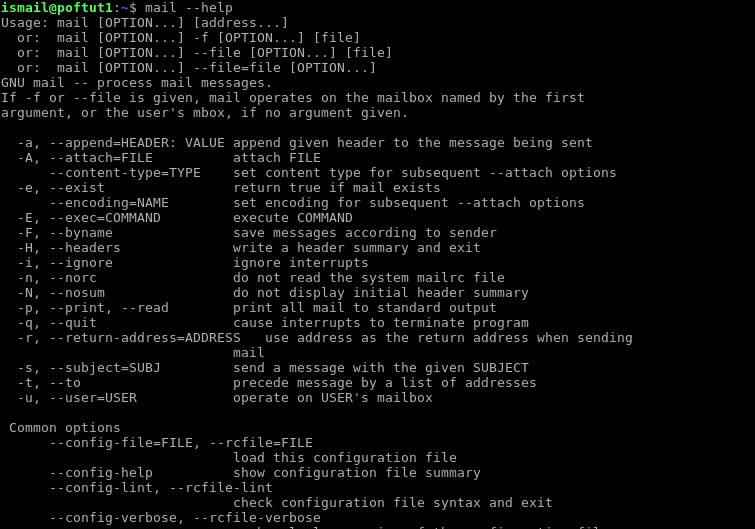 ismail@poftut1:~$ mail --help
Usage: mail [OPTION...] [address...]
  or:  mail [OPTION...] -f [OPTION...] [file]
  or:  mail [OPTION...] --file [OPTION...] [file]
  or:  mail [OPTION...] --file=file [OPTION...]
GNU mail -- process mail messages.
If -f or --file is given, mail operates on the mailbox named by the first
argument, or the user's mbox, if no argument given.

  -a, --append=HEADER: VALUE append given header to the message being sent
  -A, --attach=FILE          attach FILE
      --content-type=TYPE    set content type for subsequent --attach options
  -e, --exist                return true if mail exists
      --encoding=NAME        set encoding for subsequent --attach options
  -E, --exec=COMMAND         execute COMMAND
  -F, --byname               save messages according to sender
  -H, --headers              write a header summary and exit
  -i, --ignore               ignore interrupts
  -n, --norc                 do not read the system mailrc file
  -N, --nosum                do not display initial header summary
  -p, --print, --read        print all mail to standard output
  -q, --quit                 cause interrupts to terminate program
  -r, --return-address=ADDRESS   use address as the return address when sending
                             mail
  -s, --subject=SUBJ         send a message with the given SUBJECT
  -t, --to                   precede message by a list of addresses
  -u, --user=USER            operate on USER's mailbox

 Common options
      --config-file=FILE, --rcfile=FILE
                             load this configuration file
      --config-help          show configuration file summary
      --config-lint, --rcfile-lint
                             check configuration file syntax and exit
      --config-verbose, --rcfile-verbose